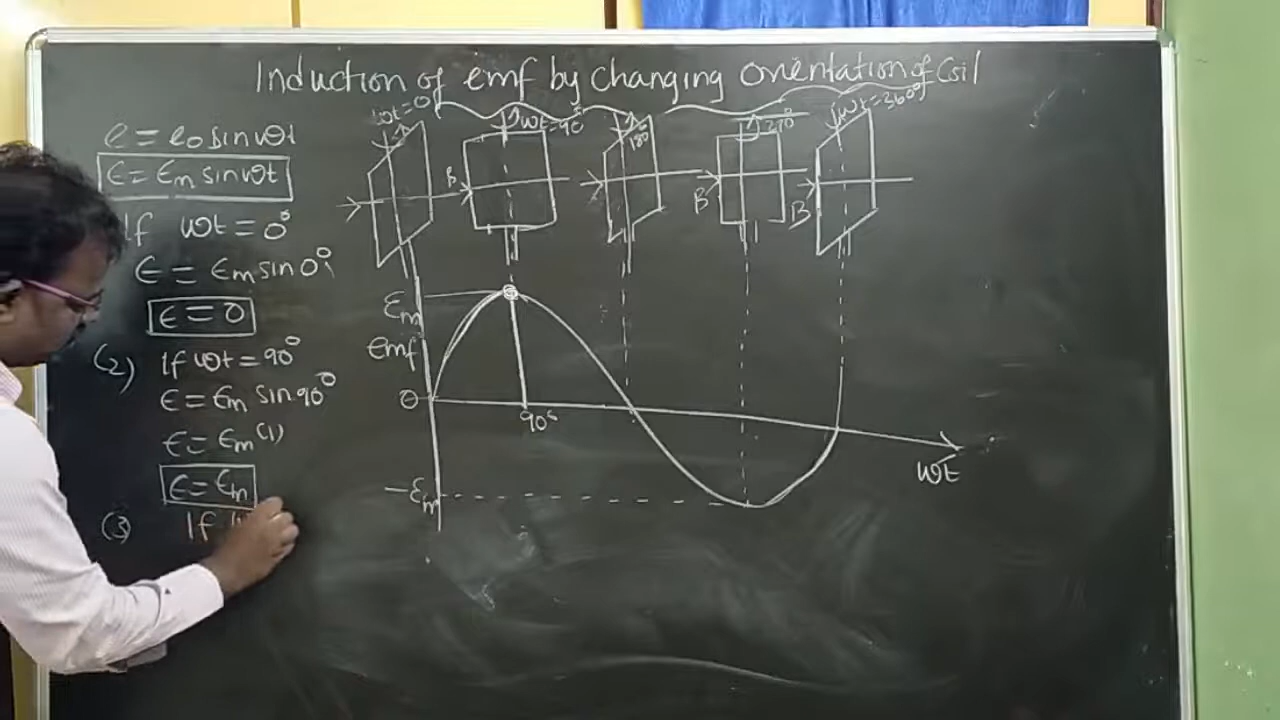 Induction of emf by Changing Orientation of Coil
e = e₀ sin ωt
ϵ = ϵm sin ωt
If ωt = 0°
ϵ = ϵm sin 0°
ϵ = 0
(2) If ωt = 90°
ϵ = ϵm sin 90°
ϵ = ϵm (1)
ϵ = ϵm
(3) If
ωt = 0°
ωt = 90°
180°
270°
ωt = 360°
B
B
B
Ɛm
emf
0
90°
-Ɛm
ωt